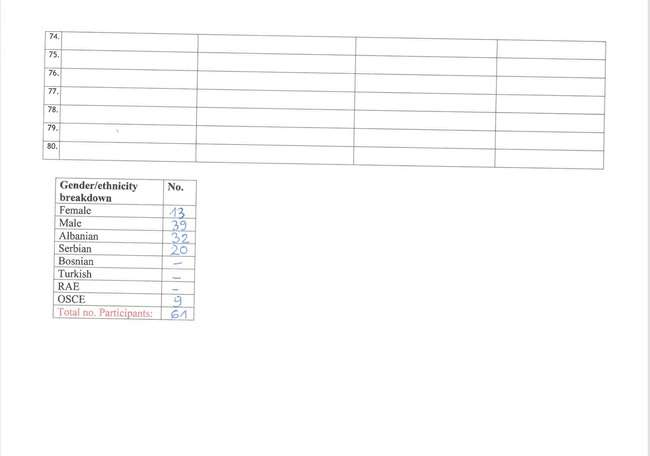 74.
75.
76.
77.
78.
79.
80.
Gender/ethnicity breakdown No.
Female 13
Male 39
Albanian 32
Serbian 20
Bosnian –
Turkish –
RAE –
OSCE 9
Total no. Participants: 61